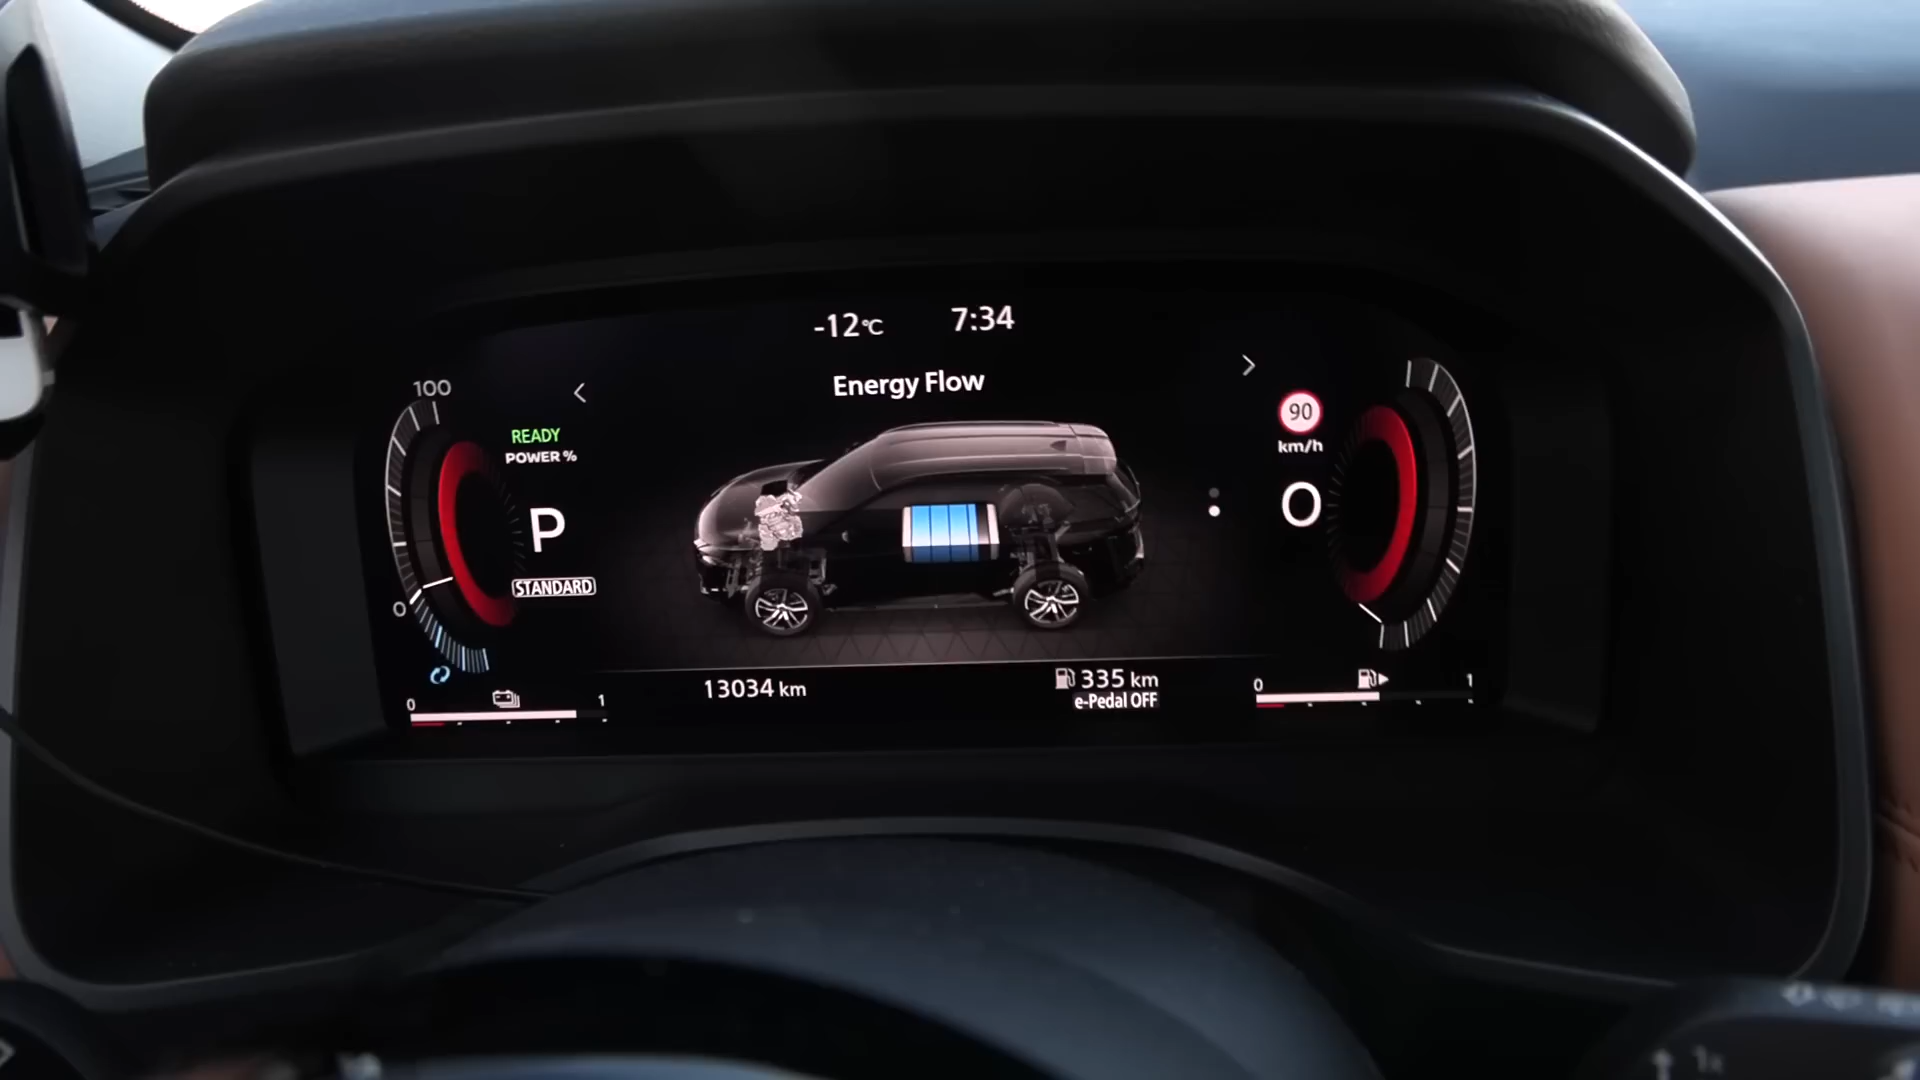 -12°C 7:34
Energy Flow
100
READY
POWER %
P
STANDARD
0
90
km/h
0
0 1
13034 km
335 km
e-Pedal OFF
0 1
1x